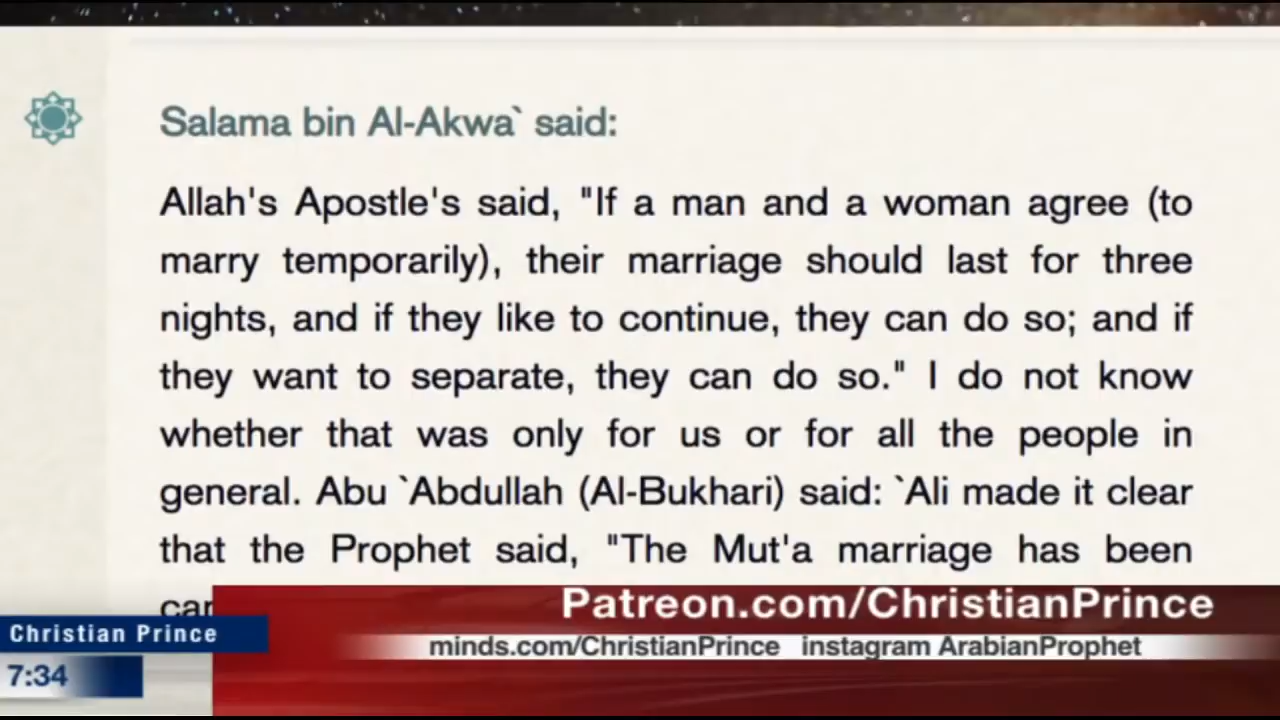 Salama bin Al-Akwa` said:
Allah's Apostle's said, "If a man and a woman agree (to
marry temporarily), their marriage should last for three
nights, and if they like to continue, they can do so; and if
they want to separate, they can do so." I do not know
whether that was only for us or for all the people in
general. Abu `Abdullah (Al-Bukhari) said: `Ali made it clear
that the Prophet said, "The Mut'a marriage has been
Patreon.com/ChristianPrince
Christian Prince
minds.com/ChristianPrince instagram ArabianProphet
7:34